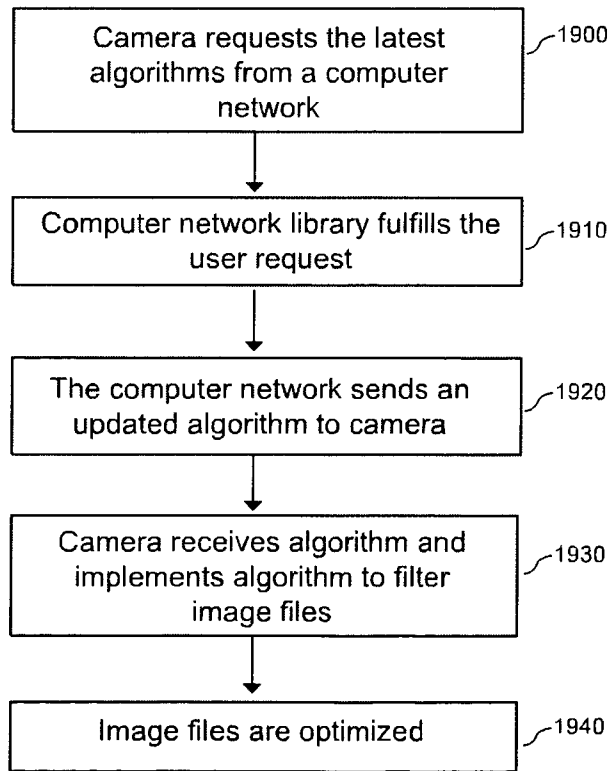 Camera requests the latest
algorithms from a computer
network
1900
Computer network library fulfills the
user request
1910
The computer network sends an
updated algorithm to camera
1920
Camera receives algorithm and
implements algorithm to filter
image files
1930
Image files are optimized
1940